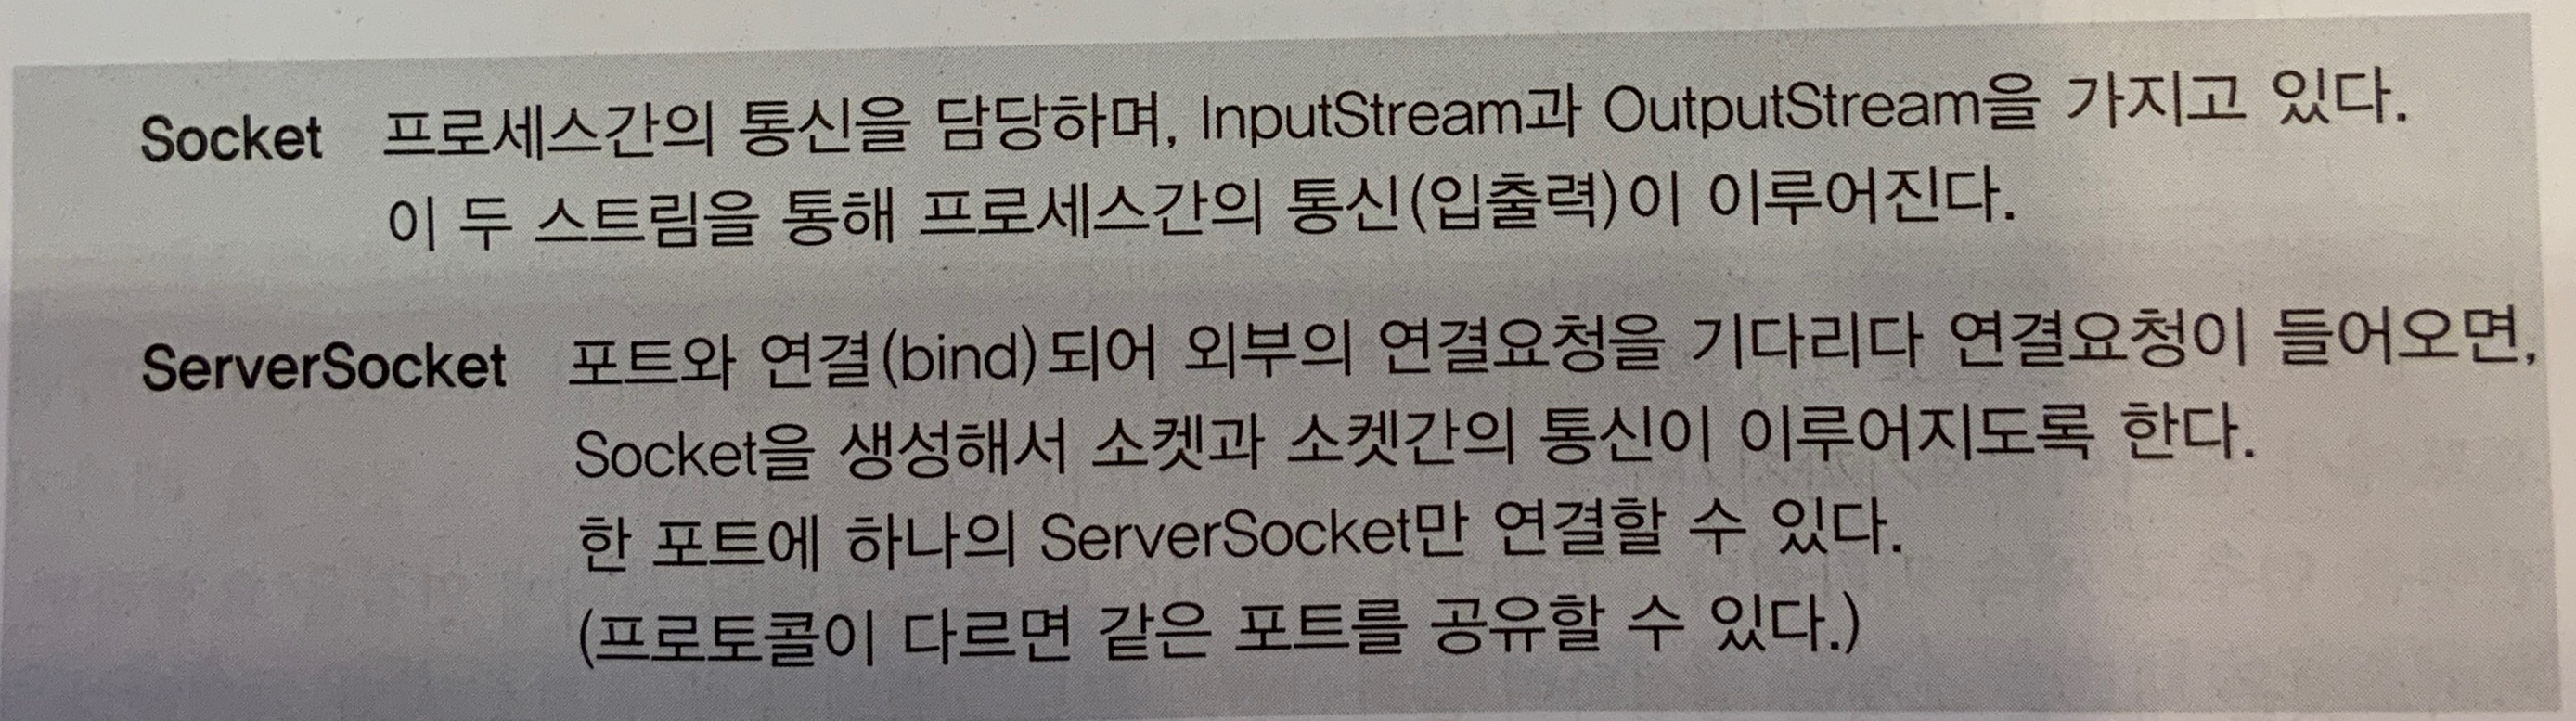 Socket 프로세스간의 통신을 담당하며, InputStream과 OutputStream을 가지고 있다.
이 두 스트림을 통해 프로세스간의 통신(입출력)이 이루어진다.
ServerSocket 포트와 연결(bind)되어 외부의 연결요청을 기다리다 연결요청이 들어오면,
Socket을 생성해서 소켓과 소켓간의 통신이 이루어지도록 한다.
한 포트에 하나의 ServerSocket만 연결할 수 있다.
(프로토콜이 다르면 같은 포트를 공유할 수 있다.)